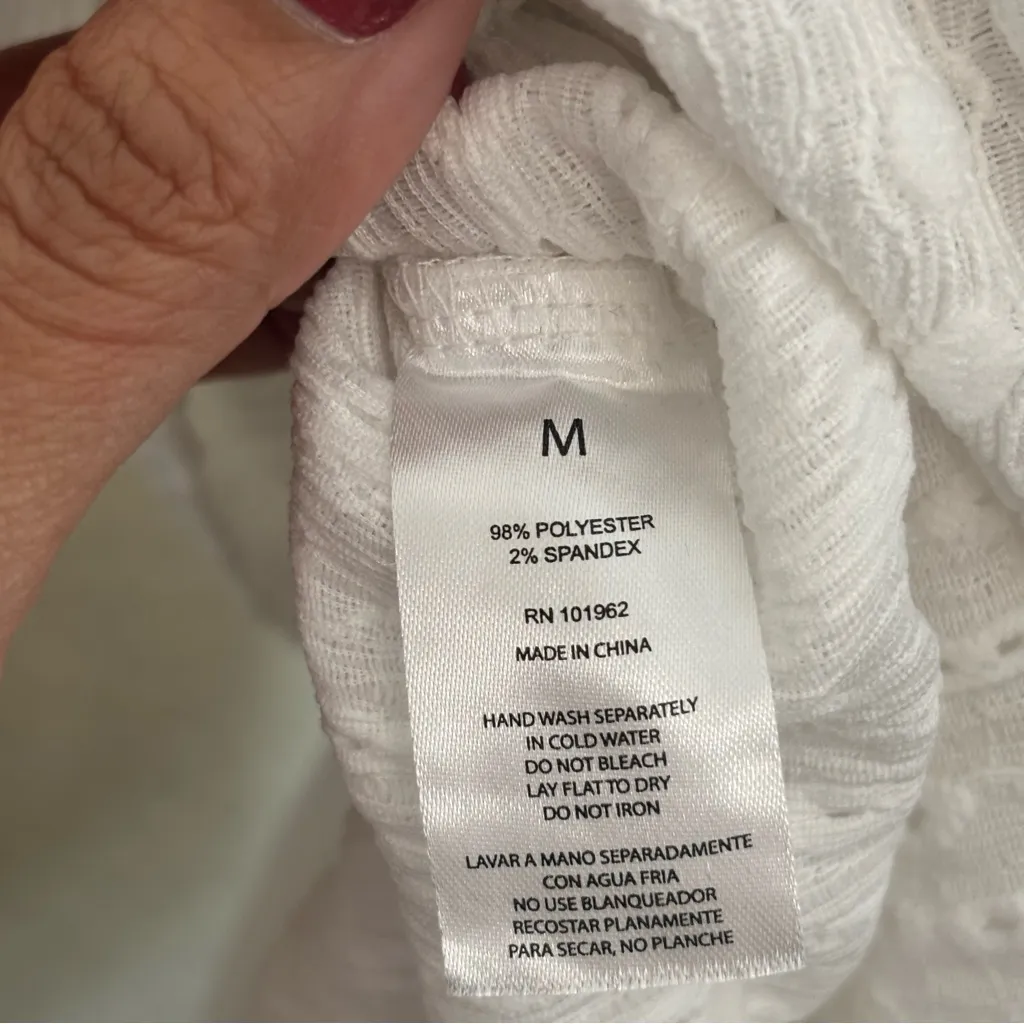 M
98% POLYESTER
2% SPANDEX
RN 101962
MADE IN CHINA
HAND WASH SEPARATELY
IN COLD WATER
DO NOT BLEACH
LAY FLAT TO DRY
DO NOT IRON
LAVAR A MANO SEPARADAMENTE
CON AGUA FRIA
NO USE BLANQUEADOR
RECOSTAR PLANAMENTE
PARA SECAR, NO PLANCHE